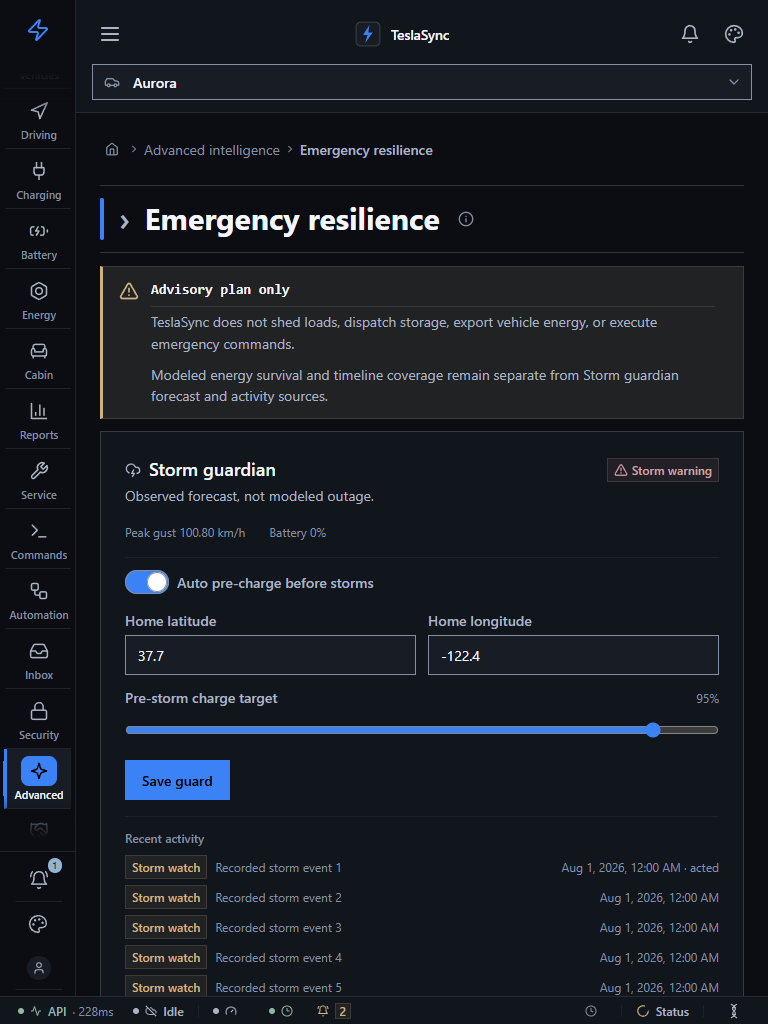 TeslaSync
Aurora
Driving
Charging
Battery
Energy
Cabin
Reports
Service
Commands
Automation
Inbox
Security
Advanced
1
Advanced intelligence
Emergency resilience
Emergency resilience
Advisory plan only
TeslaSync does not shed loads, dispatch storage, export vehicle energy, or execute
emergency commands.
Modeled energy survival and timeline coverage remain separate from Storm guardian
forecast and activity sources.
Storm guardian
Storm warning
Observed forecast, not modeled outage.
Peak gust 100.80 km/h Battery 0%
Auto pre-charge before storms
Home latitude Home longitude
37.7 -122.4
Pre-storm charge target 95%
Save guard
Recent activity
Storm watch Recorded storm event 1 Aug 1, 2026, 12:00 AM · acted
Storm watch Recorded storm event 2 Aug 1, 2026, 12:00 AM
Storm watch Recorded storm event 3 Aug 1, 2026, 12:00 AM
Storm watch Recorded storm event 4 Aug 1, 2026, 12:00 AM
Storm watch Recorded storm event 5 Aug 1, 2026, 12:00 AM
API · 228ms Idle 2 Status